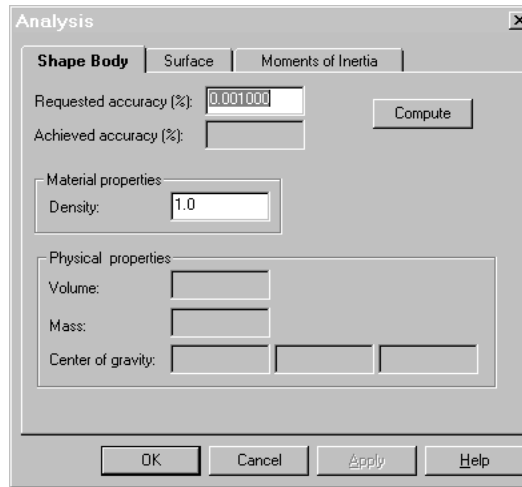 Analysis
Shape Body Surface Moments of Inertia
Requested accuracy (%): 0.001000
Compute
Achieved accuracy (%):
Material properties
Density: 1.0
Physical properties
Volume:
Mass:
Center of gravity:
OK Cancel Apply Help